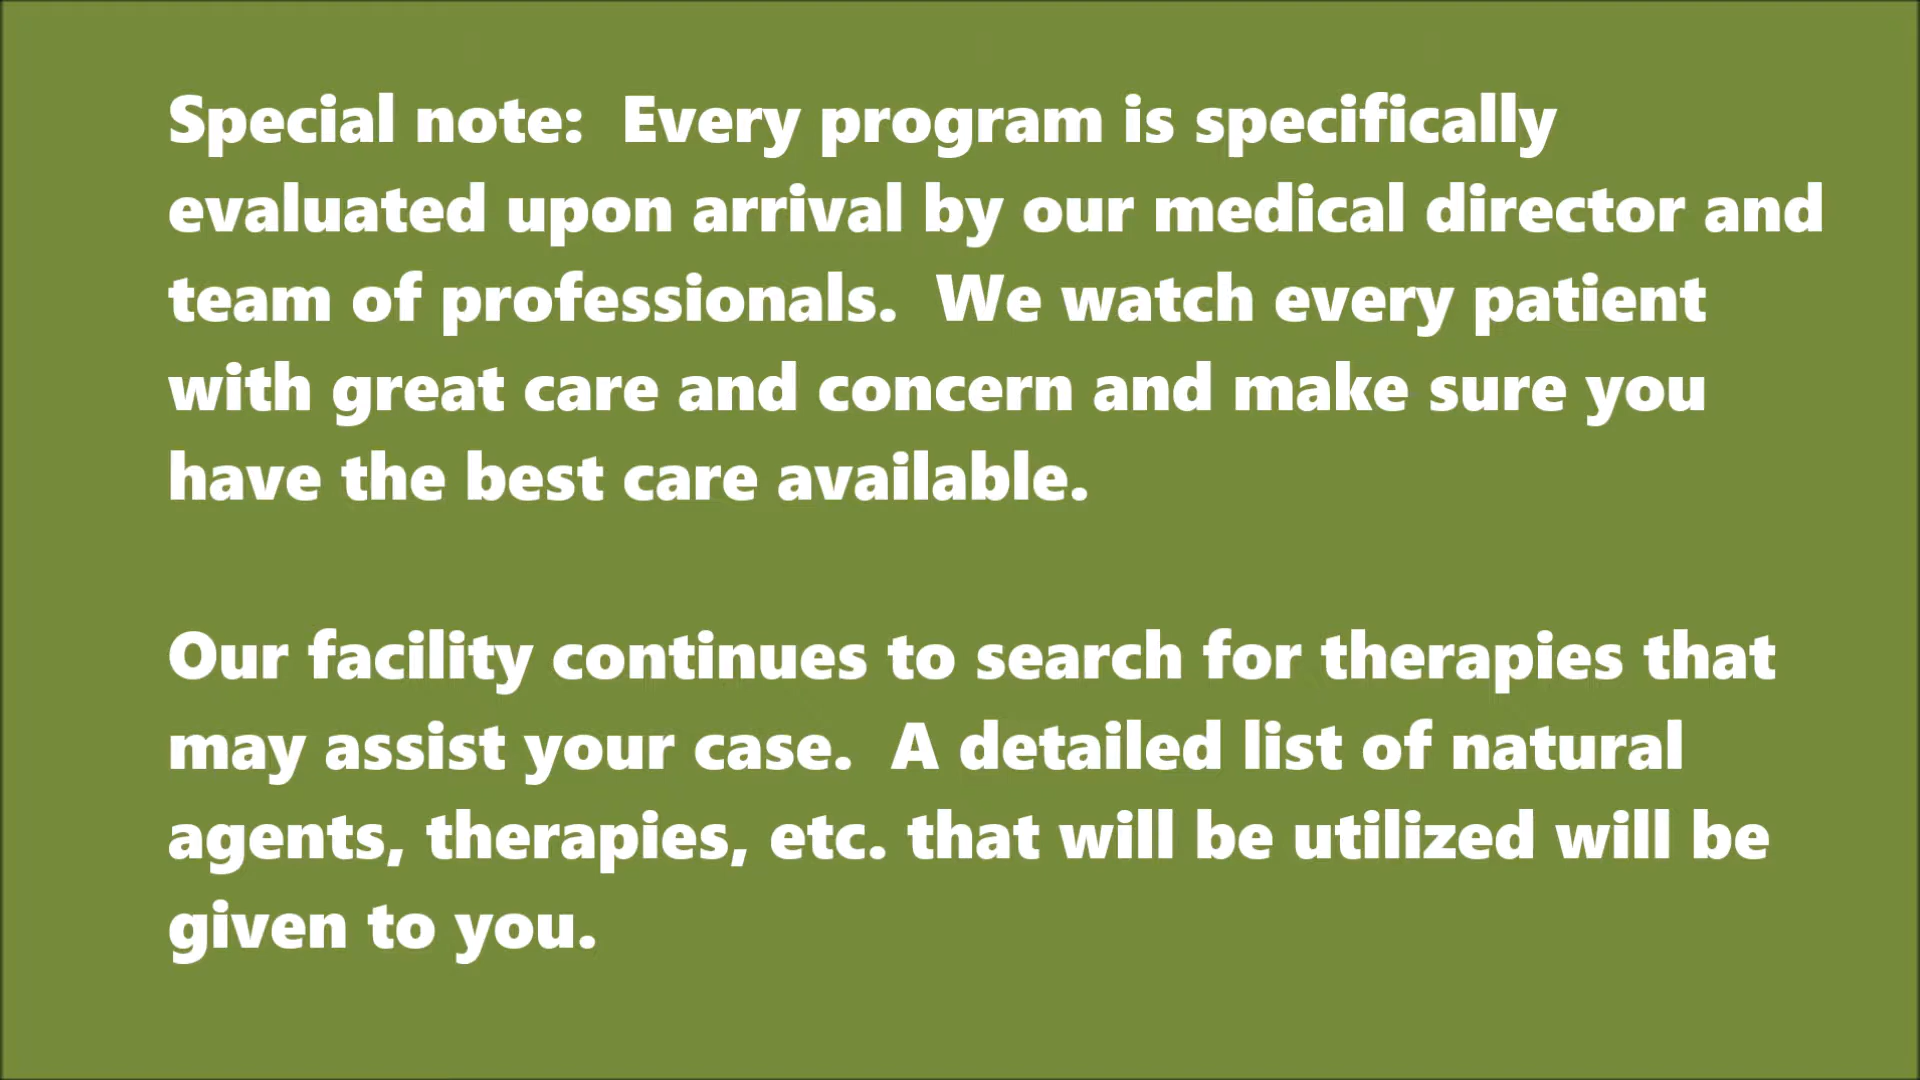 Special note:  Every program is specifically
evaluated upon arrival by our medical director and
team of professionals.  We watch every patient
with great care and concern and make sure you
have the best care available.
Our facility continues to search for therapies that
may assist your case.  A detailed list of natural
agents, therapies, etc. that will be utilized will be
given to you.